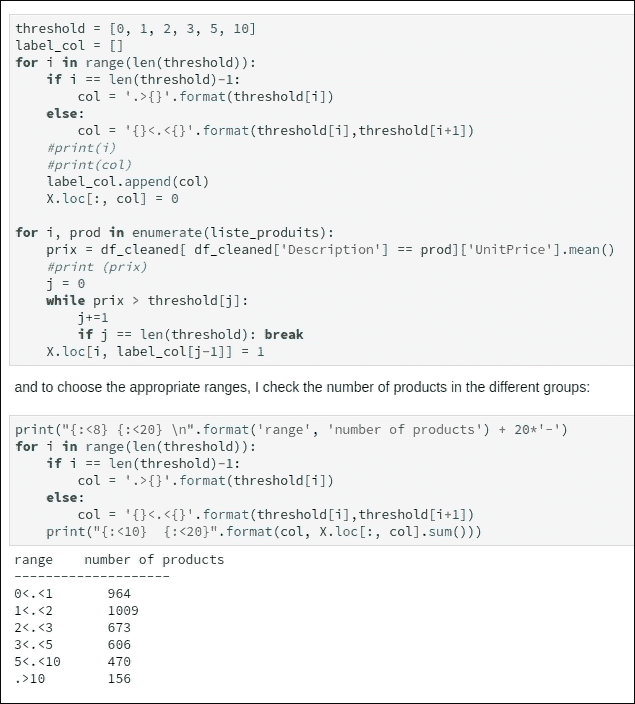 threshold = [0, 1, 2, 3, 5, 10]
label_col = []
for i in range(len(threshold)):
    if i == len(threshold)-1:
        col = '.>{}'.format(threshold[i])
    else:
        col = '{}<.<{}'.format(threshold[i],threshold[i+1])
    #print(i)
    #print(col)
    label_col.append(col)
    X.loc[:, col] = 0

for i, prod in enumerate(liste_produits):
    prix = df_cleaned[ df_cleaned['Description'] == prod]['UnitPrice'].mean()
    #print (prix)
    j = 0
    while prix > threshold[j]:
        j+=1
        if j == len(threshold): break
    X.loc[i, label_col[j-1]] = 1

and to choose the appropriate ranges, I check the number of products in the different groups:

print("{:<8} {:<20} \n".format('range', 'number of products') + 20*'-')
for i in range(len(threshold)):
    if i == len(threshold)-1:
        col = '.>{}'.format(threshold[i])
    else:
        col = '{}<.<{}'.format(threshold[i],threshold[i+1])
    print("{:<10}  {:<20}".format(col, X.loc[:, col].sum()))

range    number of products
--------------------
0<.<1       964
1<.<2       1009
2<.<3       673
3<.<5       606
5<.<10      470
.>10        156